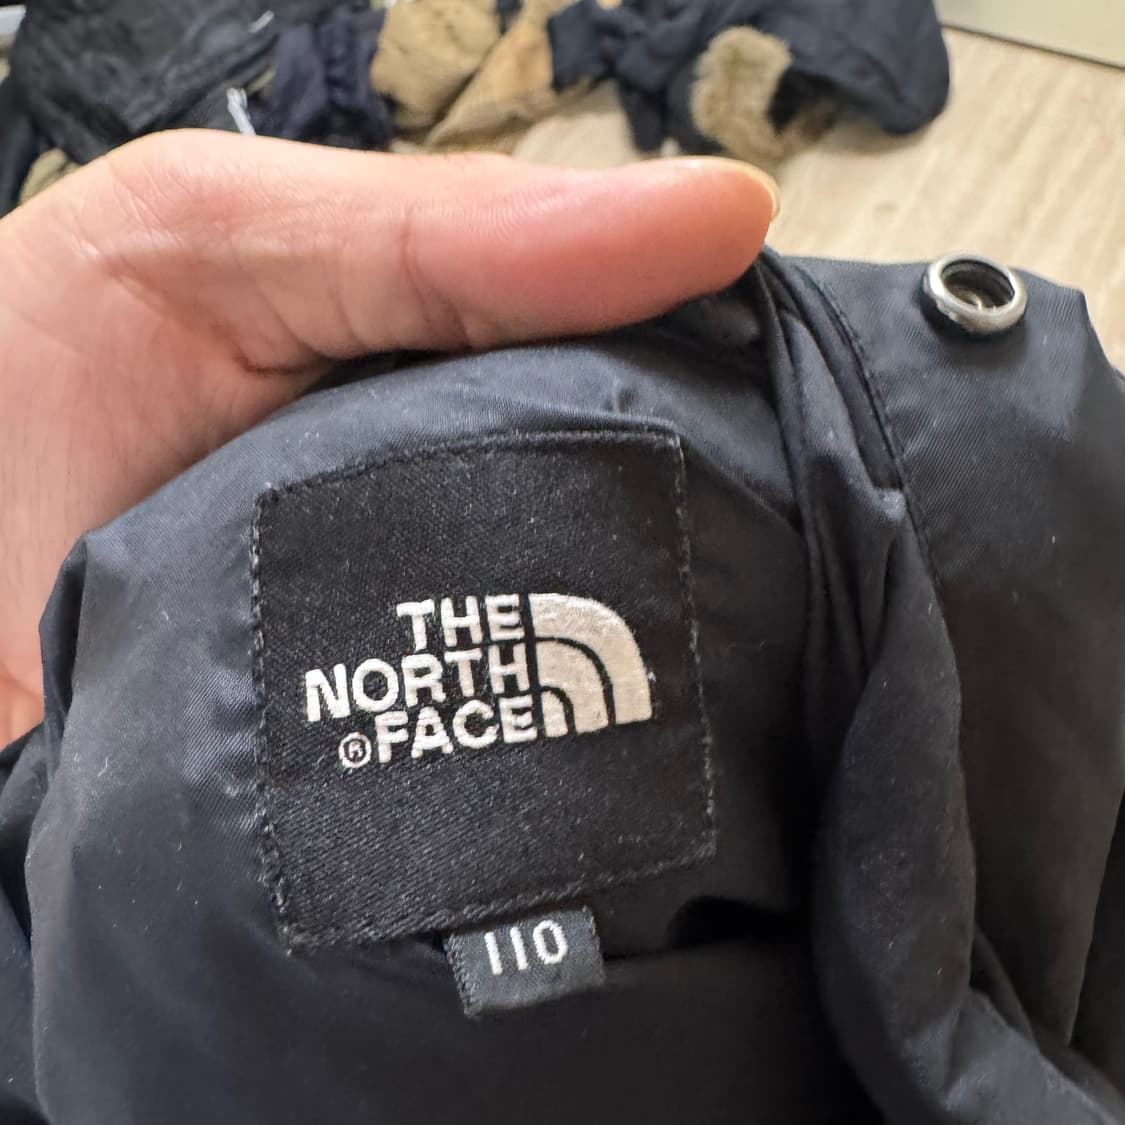 THE
NORTH
®FACE
110